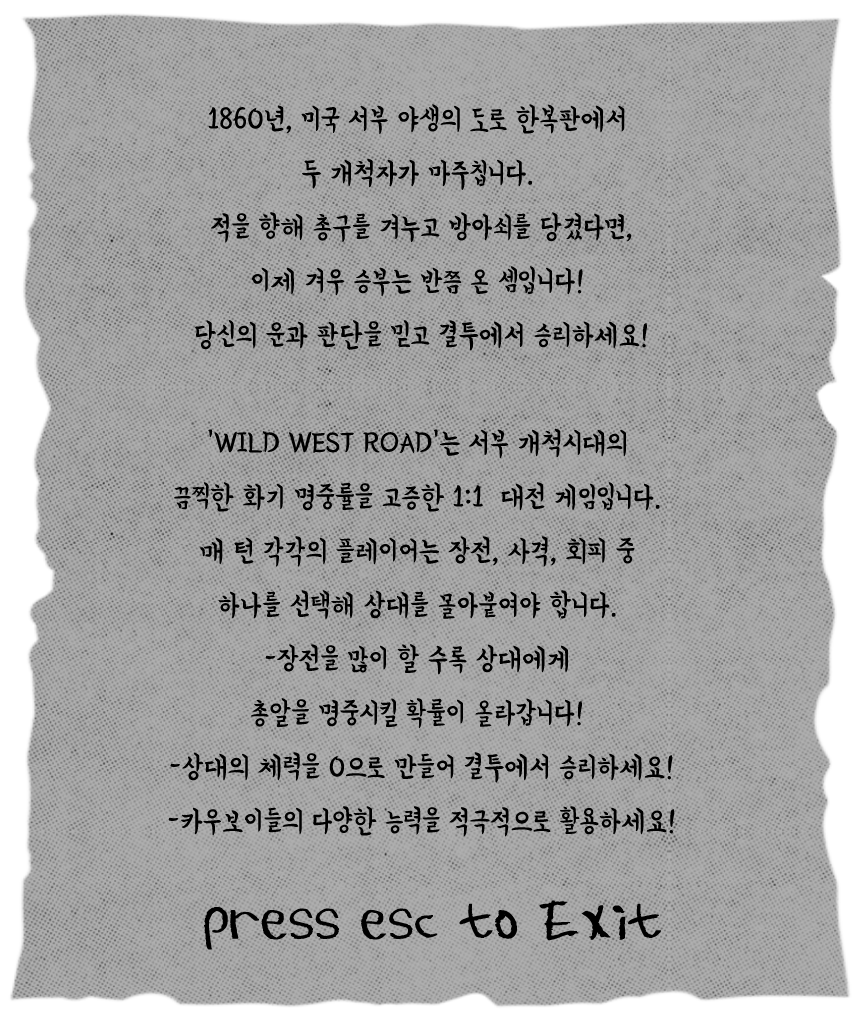 1860년, 미국 서부 야생의 도로 한복판에서
두 개척자가 마주칩니다.
적을 향해 총구를 겨누고 방아쇠를 당겼다면,
이제 겨우 승부는 반쯤 온 셈입니다!
당신의 운과 판단을 믿고 결투에서 승리하세요!
'WILD WEST ROAD'는 서부 개척시대의
끔찍한 화기 명중률을 고증한 1:1 대전 게임입니다.
매 턴 각각의 플레이어는 장전, 사격, 회피 중
하나를 선택해 상대를 몰아붙여야 합니다.
-장전을 많이 할 수록 상대에게
총알을 명중시킬 확률이 올라갑니다!
-상대의 체력을 0으로 만들어 결투에서 승리하세요!
-카우보이들의 다양한 능력을 적극적으로 활용하세요!
press esc to Exit